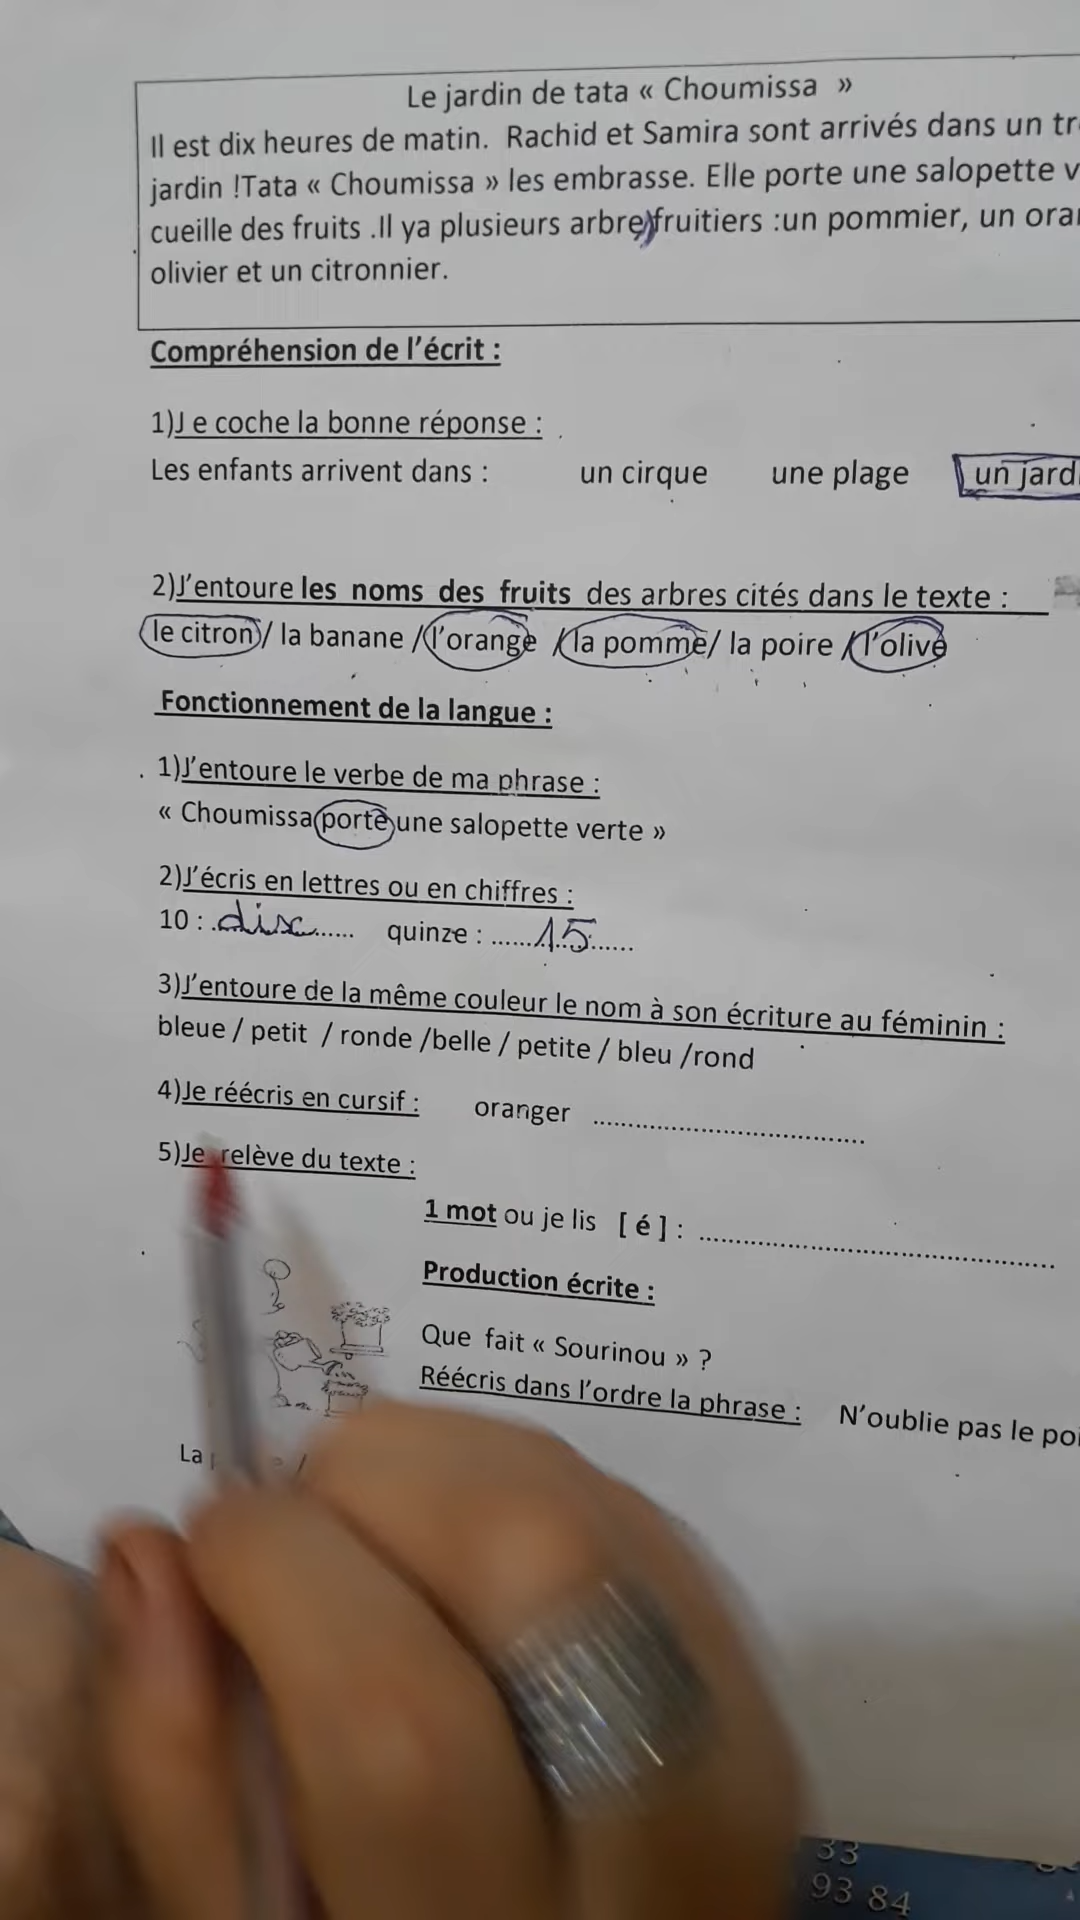 Le jardin de tata « Choumissa »
Il est dix heures de matin. Rachid et Samira sont arrivés dans un
jardin !Tata « Choumissa » les embrasse. Elle porte une salopette
cueille des fruits .Il ya plusieurs arbre fruitiers :un pommier, un
olivier et un citronnier.
Compréhension de l'écrit :
1)J e coche la bonne réponse :
Les enfants arrivent dans : un cirque une plage un
2)J'entoure les noms des fruits des arbres cités dans le texte :
le citron / la banane / l'orange / la pomme/ la poire / l'olive
Fonctionnement de la langue :
1)J'entoure le verbe de ma phrase :
« Choumissa porte une salopette verte »
2)J'écris en lettres ou en chiffres :
10 : .dix...... quinze : ......15......
3)J'entoure de la même couleur le nom à son écriture au féminin :
bleue / petit / ronde /belle / petite / bleu /rond
4)Je réécris en cursif : oranger ....................................
5)Je relève du texte :
1 mot ou je lis [ é ] : ................................................
Production écrite :
Que fait « Sourinou » ?
Réécris dans l'ordre la phrase : N'oublie pas le
La
33
93 84